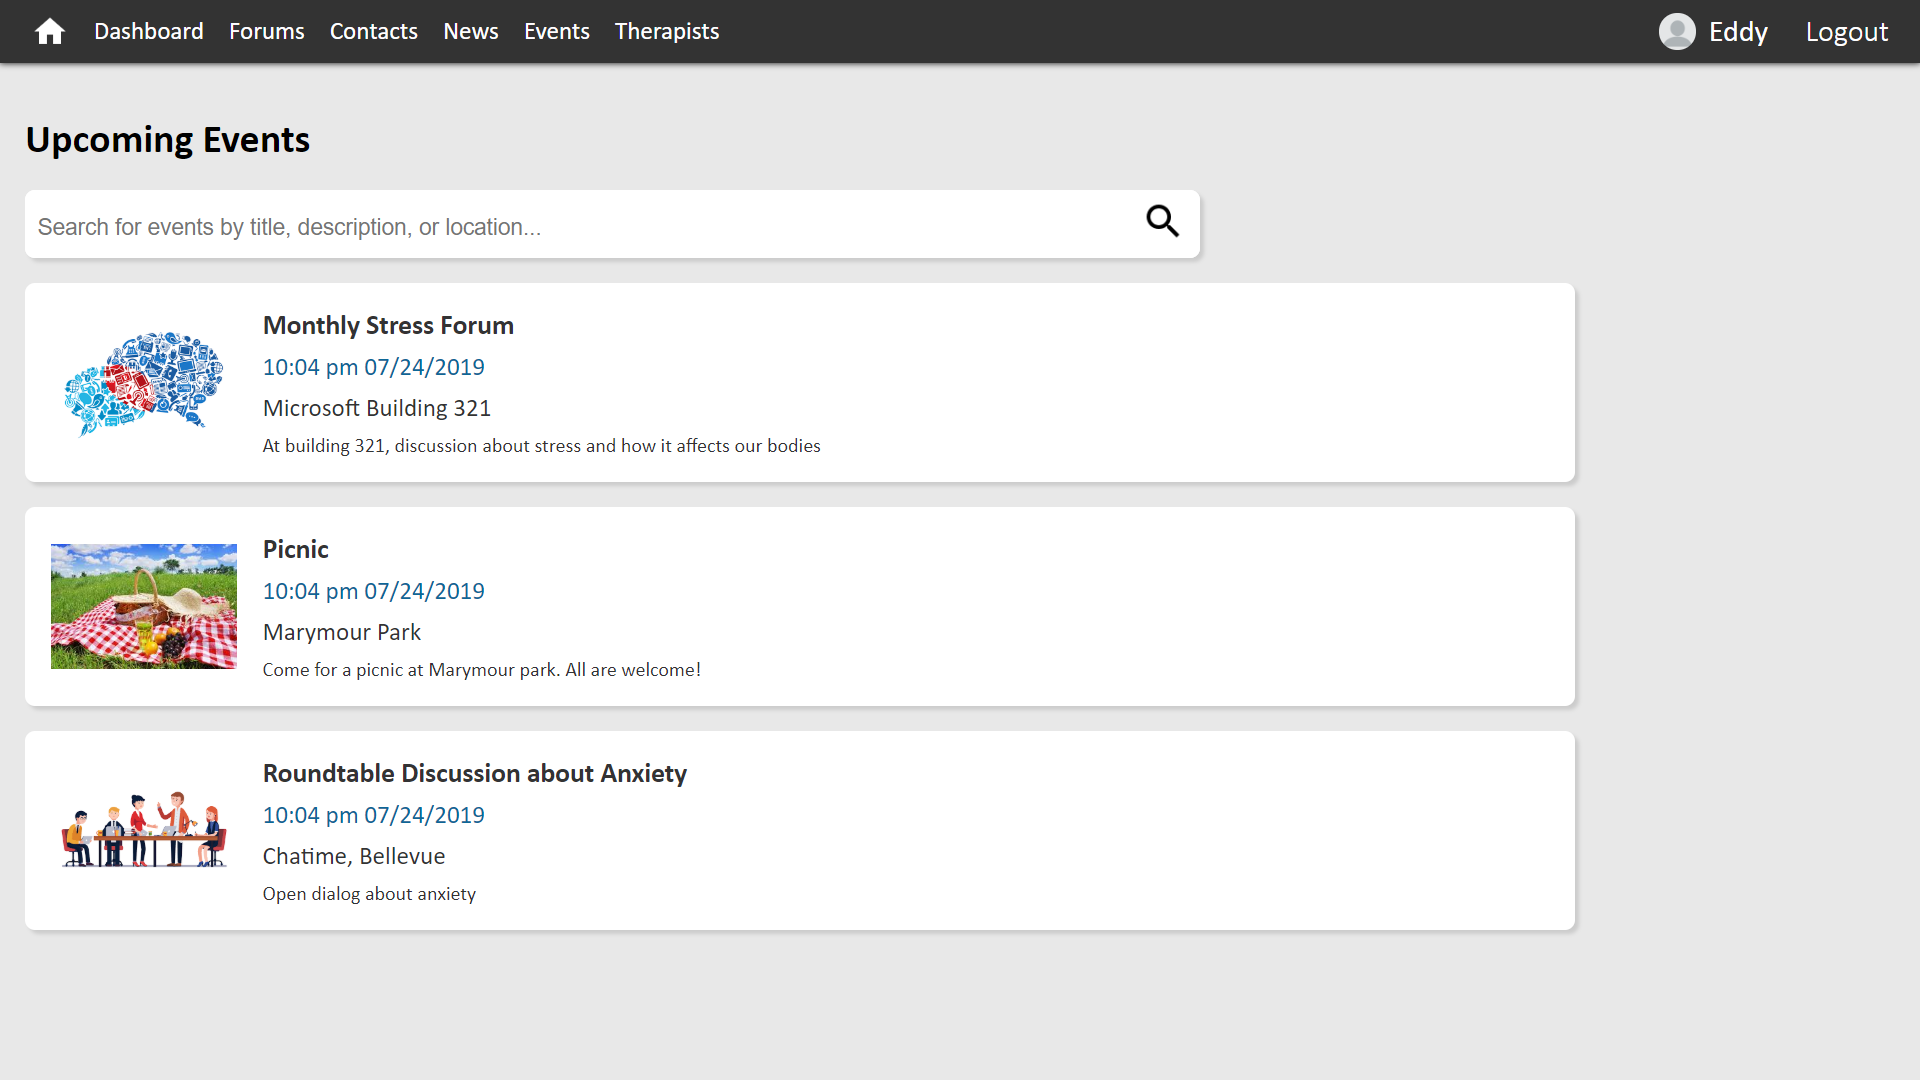 Dashboard Forums Contacts News Events Therapists Eddy Logout
Upcoming Events
Search for events by title, description, or location...
Monthly Stress Forum
10:04 pm 07/24/2019
Microsoft Building 321
At building 321, discussion about stress and how it affects our bodies
Picnic
10:04 pm 07/24/2019
Marymour Park
Come for a picnic at Marymour park. All are welcome!
Roundtable Discussion about Anxiety
10:04 pm 07/24/2019
Chatime, Bellevue
Open dialog about anxiety